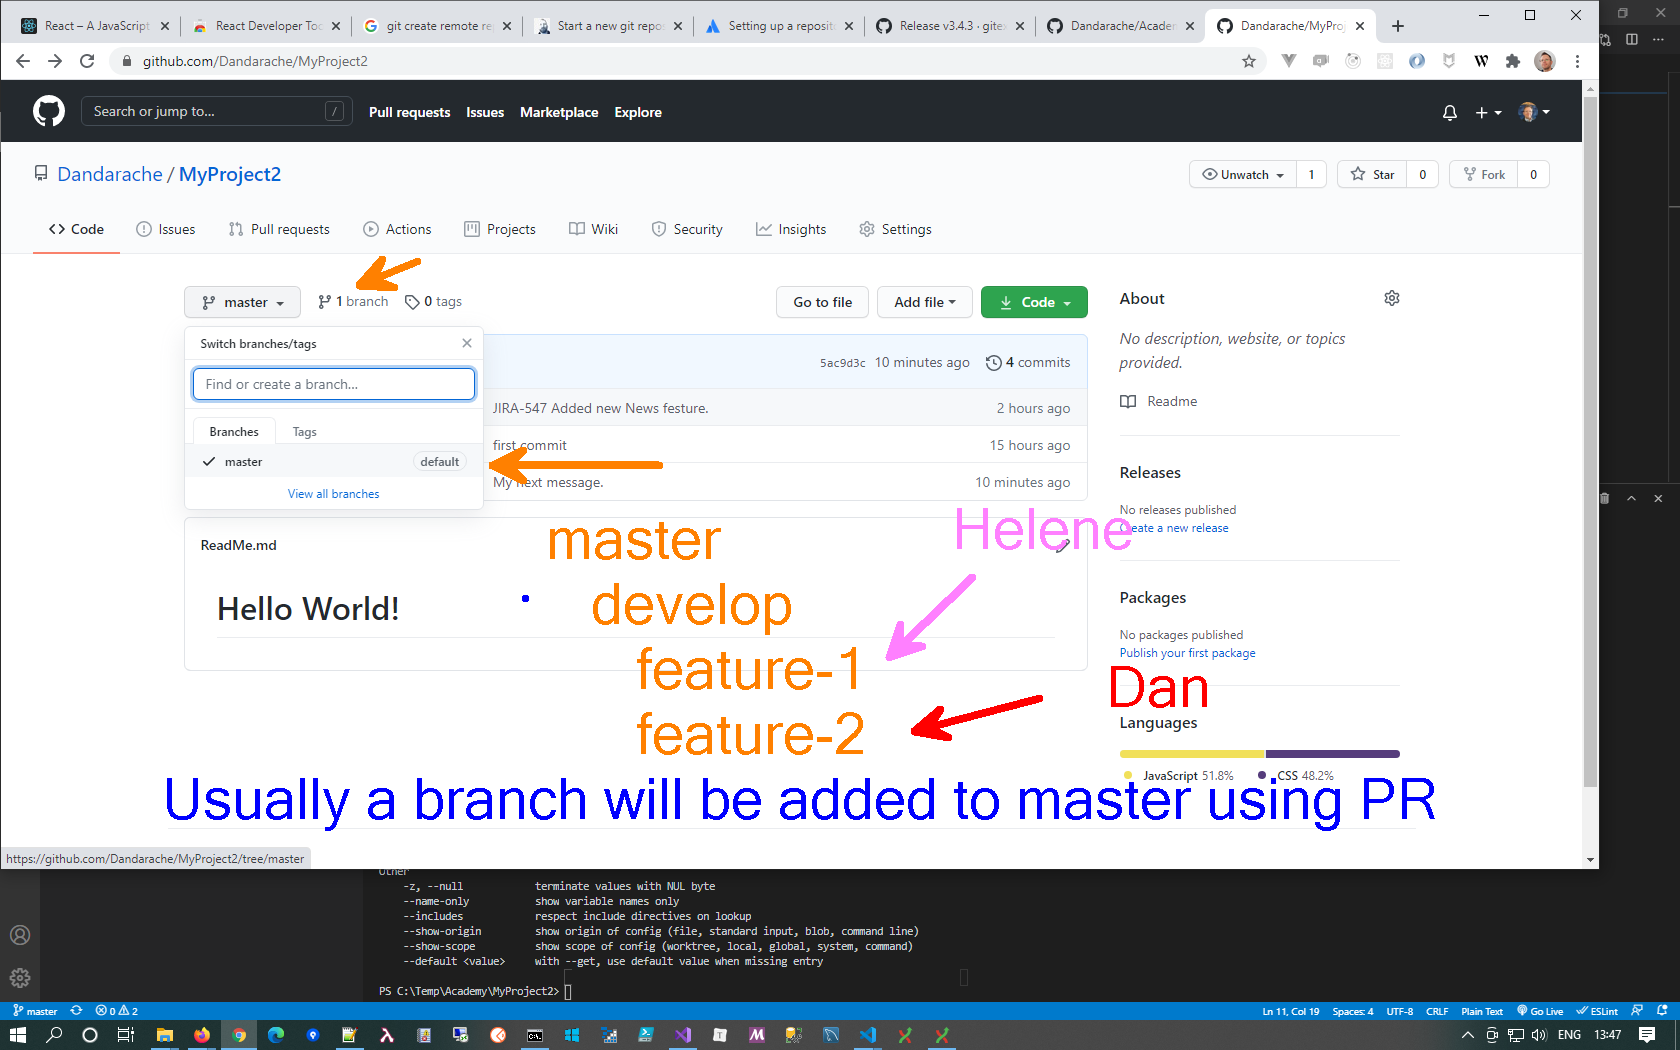 React – A JavaScript
React Developer Too
git create remote re
Start a new git repos
Setting up a reposit
Release v3.4.3 · gite
Dandarache/Acade
Dandarache/MyProj
github.com/Dandarache/MyProject2
Search or jump to... /
Pull requests Issues Marketplace Explore
Dandarache / MyProject2
Unwatch 1 Star 0 Fork 0
Code Issues Pull requests Actions Projects Wiki Security Insights Settings
master 1 branch 0 tags
Go to file Add file Code
Switch branches/tags
Find or create a branch...
Branches Tags
master default
View all branches
5ac9d3c 10 minutes ago 4 commits
JIRA-547 Added new News festure. 2 hours ago
first commit 15 hours ago
My next message. 10 minutes ago
ReadMe.md
Hello World!
About
No description, website, or topics
provided.
Readme
Releases
No releases published
Create a new release
Packages
No packages published
Publish your first package
Languages
JavaScript 51.8% CSS 48.2%
master
develop
feature-1
feature-2
Helene
Dan
Usually a branch will be added to master using PR
https://github.com/Dandarache/MyProject2/tree/master
Other
-z, --null terminate values with NUL byte
--name-only show variable names only
--includes respect include directives on lookup
--show-origin show origin of config (file, standard input, blob, command line)
--show-scope show scope of config (worktree, local, global, system, command)
--default <value> with --get, use default value when missing entry
PS C:\Temp\Academy\MyProject2>
master 0 2
Ln 11, Col 19 Spaces: 4 UTF-8 CRLF Plain Text Go Live ESLint
ENG 13:47